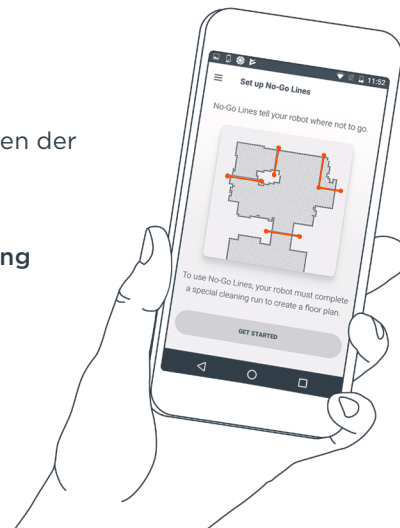 11:52
Set up No-Go Lines
No-Go Lines tell your robot where not to go.
en der
ng
To use No-Go Lines, your robot must complete
a special cleaning run to create a floor plan.
GET STARTED